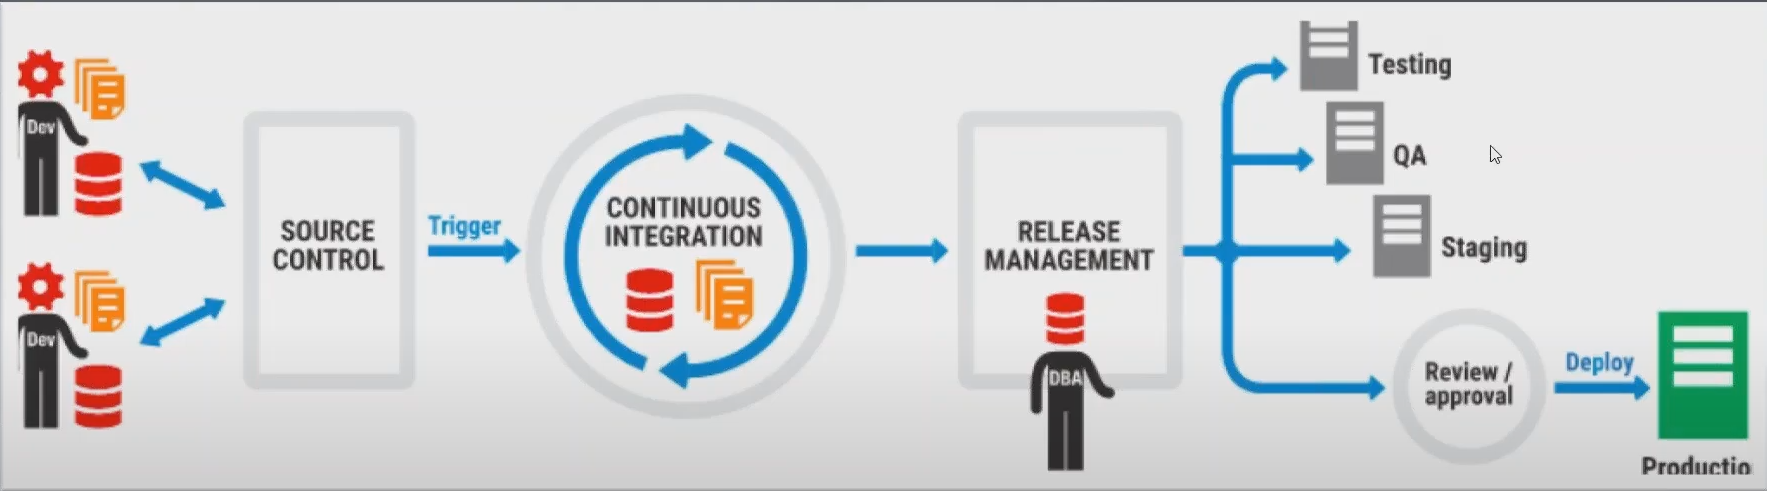 Dev
Dev
SOURCE
CONTROL
Trigger
CONTINUOUS
INTEGRATION
RELEASE
MANAGEMENT
DBA
Testing
QA
Staging
Review /
approval
Deploy
Productio